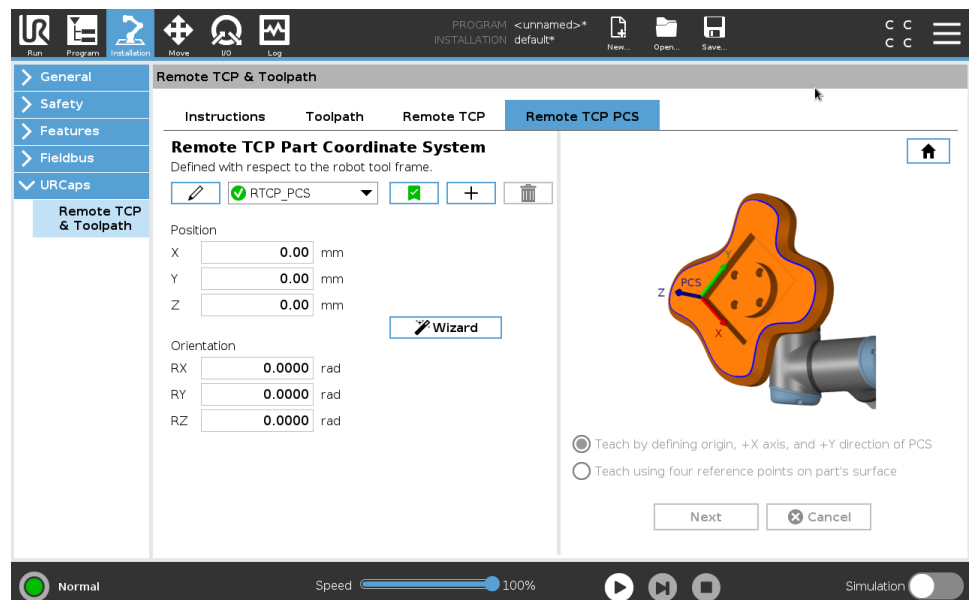 UR
Run
Program
Installation
Move
I/O
Log
PROGRAM <unnamed>*
INSTALLATION default*
New...
Open...
Save...
C C
C C
General
Safety
Features
Fieldbus
URCaps
Remote TCP
& Toolpath
Remote TCP & Toolpath
Instructions Toolpath Remote TCP Remote TCP PCS
Remote TCP Part Coordinate System
Defined with respect to the robot tool frame.
RTCP_PCS
Position
X 0.00 mm
Y 0.00 mm
Z 0.00 mm
Wizard
Orientation
RX 0.0000 rad
RY 0.0000 rad
RZ 0.0000 rad
Y
PCS
Z
X
Teach by defining origin, +X axis, and +Y direction of PCS
Teach using four reference points on part's surface
Next Cancel
Normal Speed 100% Simulation